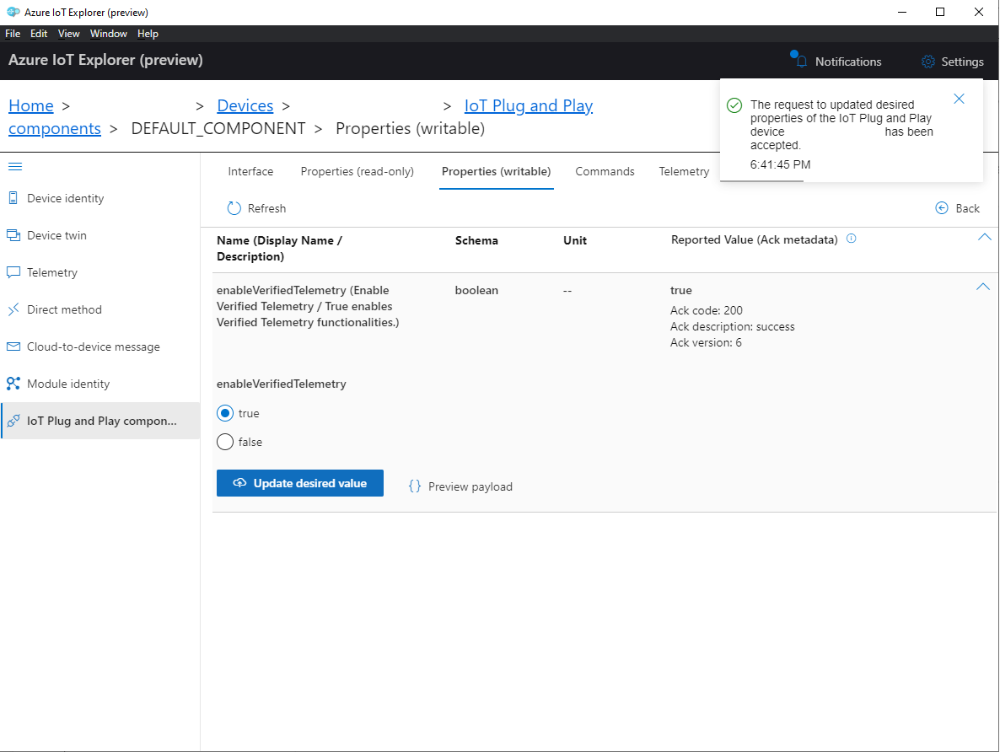 Azure IoT Explorer (preview)
File Edit View Window Help
Azure IoT Explorer (preview)
Notifications
Settings
Home > > Devices > > IoT Plug and Play
components > DEFAULT_COMPONENT > Properties (writable)
The request to updated desired
properties of the IoT Plug and Play
device has been
accepted.
6:41:45 PM
Device identity
Device twin
Telemetry
Direct method
Cloud-to-device message
Module identity
IoT Plug and Play compon...
Interface Properties (read-only) Properties (writable) Commands Telemetry
Refresh
Back
Name (Display Name /
Description)
Schema
Unit
Reported Value (Ack metadata)
enableVerifiedTelemetry (Enable
Verified Telemetry / True enables
Verified Telemetry functionalities.)
boolean
--
true
Ack code: 200
Ack description: success
Ack version: 6
enableVerifiedTelemetry
true
false
Update desired value
{} Preview payload